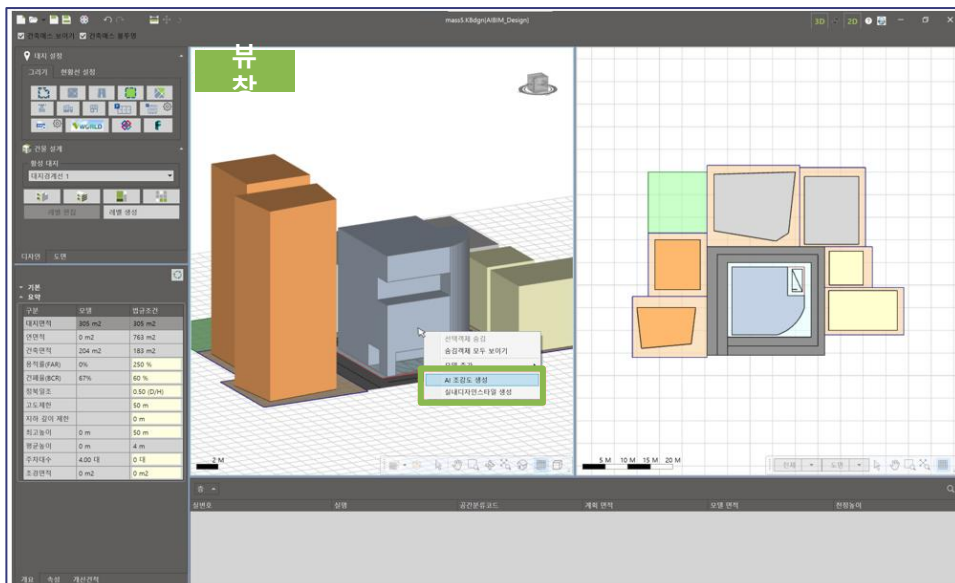 mass5.KBdgn(AIBIM_Design)
3D
2D
건축매스 보이기
건축매스 투명
대지 설정
그리기
현황선 설정
VWORLD
F
건물 설계
활성 대지
대지경계선 1
레벨 편집
레벨 생성
디자인
도면
기본
요약
구분 모델 법규조건
대지면적 305 m2 305 m2
연면적 0 m2 763 m2
건축면적 204 m2 183 m2
용적률(FAR) 0% 250 %
건폐율(BCR) 67% 60 %
정북일조 0.50 (D/H)
고도제한 50 m
지하 깊이 제한 0 m
최고높이 0 m 50 m
평균높이 0 m 4 m
주차대수 4.00 대 0 대
조경면적 0 m2 0 m2
개요
속성
개선견적
뷰
창
선택객체 숨김
숨김객체 모두 보이기
AI 조감도 생성
실내디자인스타일 생성
2 M
5 M 10 M 15 M 20 M
전체
도면
층
실번호
실명
공간분류코드
계획 면적
모델 면적
천정높이